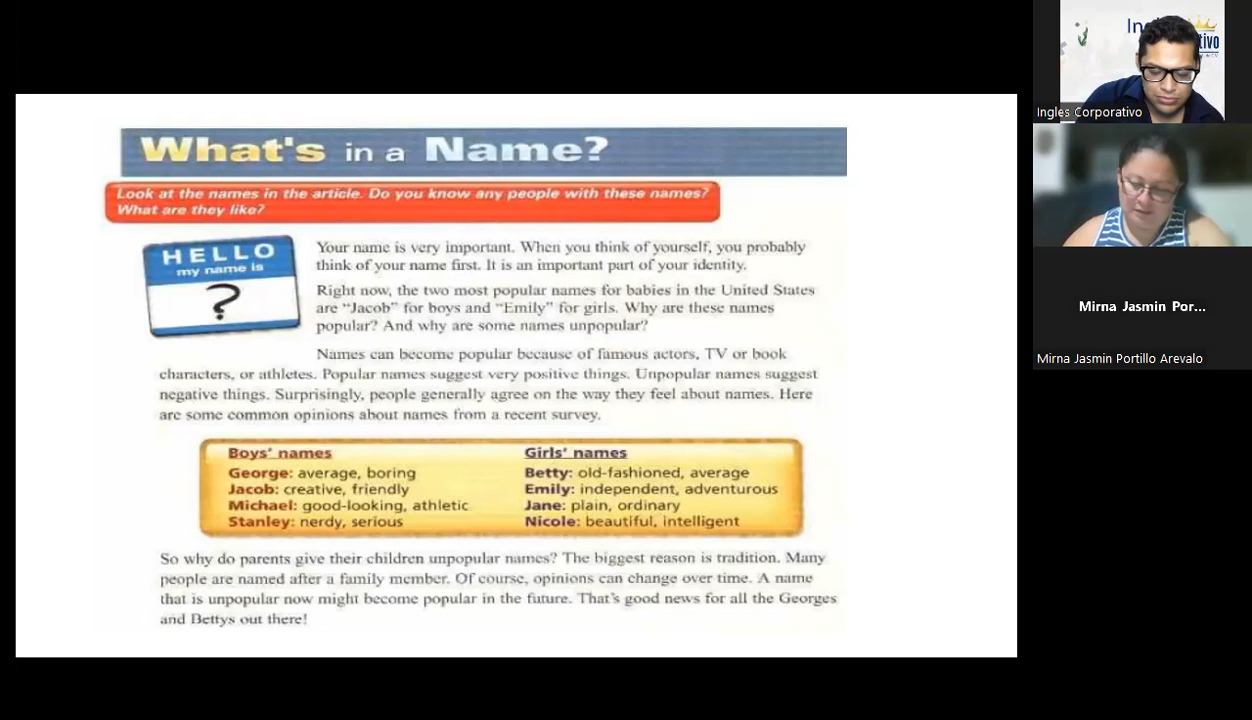 What's in a Name?
Look at the names in the article. Do you know any people with these names?
What are they like?
HELLO
my name is
?
Your name is very important. When you think of yourself, you probably
think of your name first. It is an important part of your identity.
Right now, the two most popular names for babies in the United States
are "Jacob" for boys and "Emily" for girls. Why are these names
popular? And why are some names unpopular?
Names can become popular because of famous actors, TV or book
characters, or athletes. Popular names suggest very positive things. Unpopular names suggest
negative things. Surprisingly, people generally agree on the way they feel about names. Here
are some common opinions about names from a recent survey.
Boys' names
George: average, boring
Jacob: creative, friendly
Michael: good-looking, athletic
Stanley: nerdy, serious
Girls' names
Betty: old-fashioned, average
Emily: independent, adventurous
Jane: plain, ordinary
Nicole: beautiful, intelligent
So why do parents give their children unpopular names? The biggest reason is tradition. Many
people are named after a family member. Of course, opinions can change over time. A name
that is unpopular now might become popular in the future. That's good news for all the Georges
and Bettys out there!
Ingles Corporativo
Mirna Jasmin Por...
Mirna Jasmin Portillo Arevalo